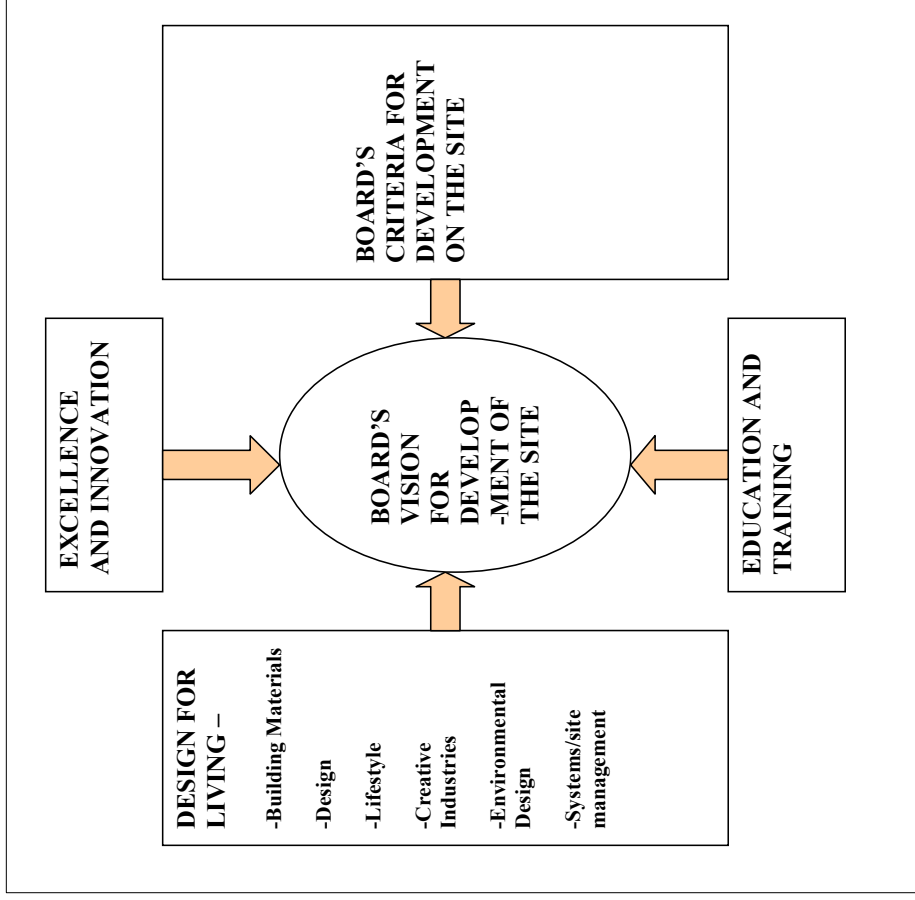 DESIGN FOR
LIVING –
-Building Materials
-Design
-Lifestyle
-Creative
Industries
-Environmental
Design
-Systems/site
management
EDUCATION AND
TRAINING
BOARD’S
VISION
FOR
DEVELOP
-MENT OF
THE SITE
EXCELLENCE
AND INNOVATION
BOARD’S
CRITERIA FOR
DEVELOPMENT
ON THE SITE